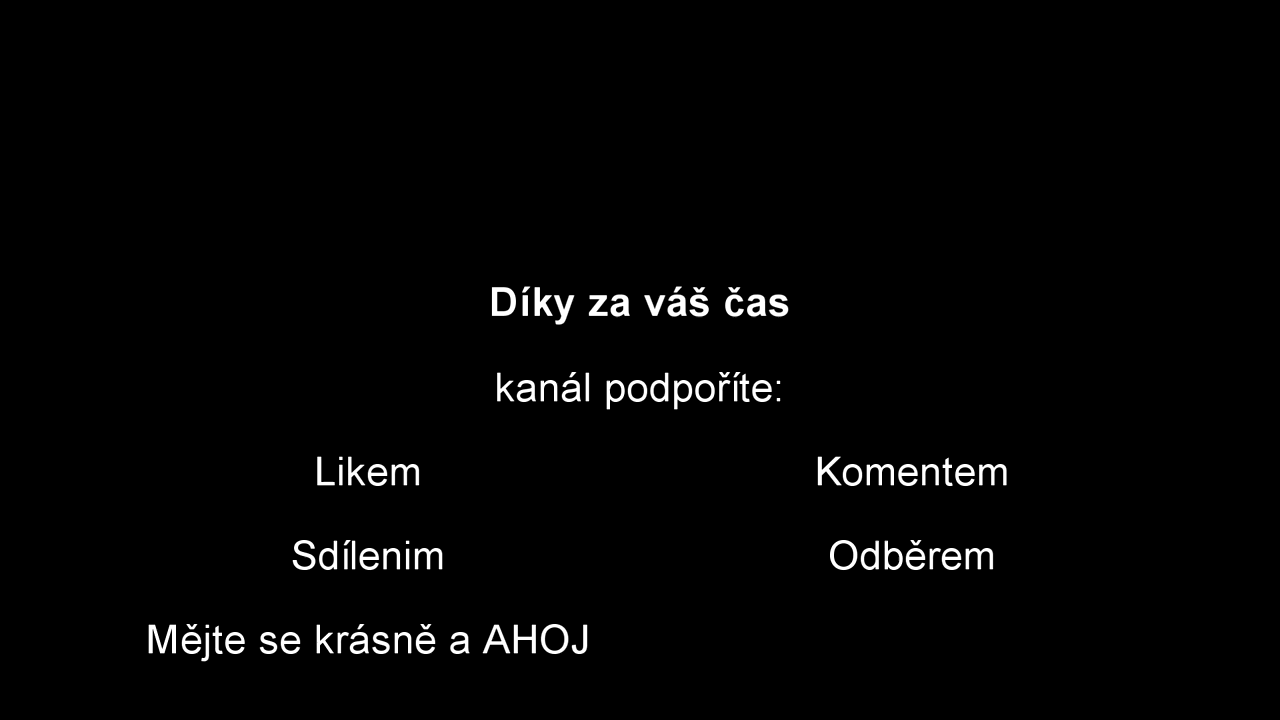 Díky za váš čas
kanál podpoříte:
Likem Komentem
Sdílenim Odběrem
Mějte se krásně a AHOJ